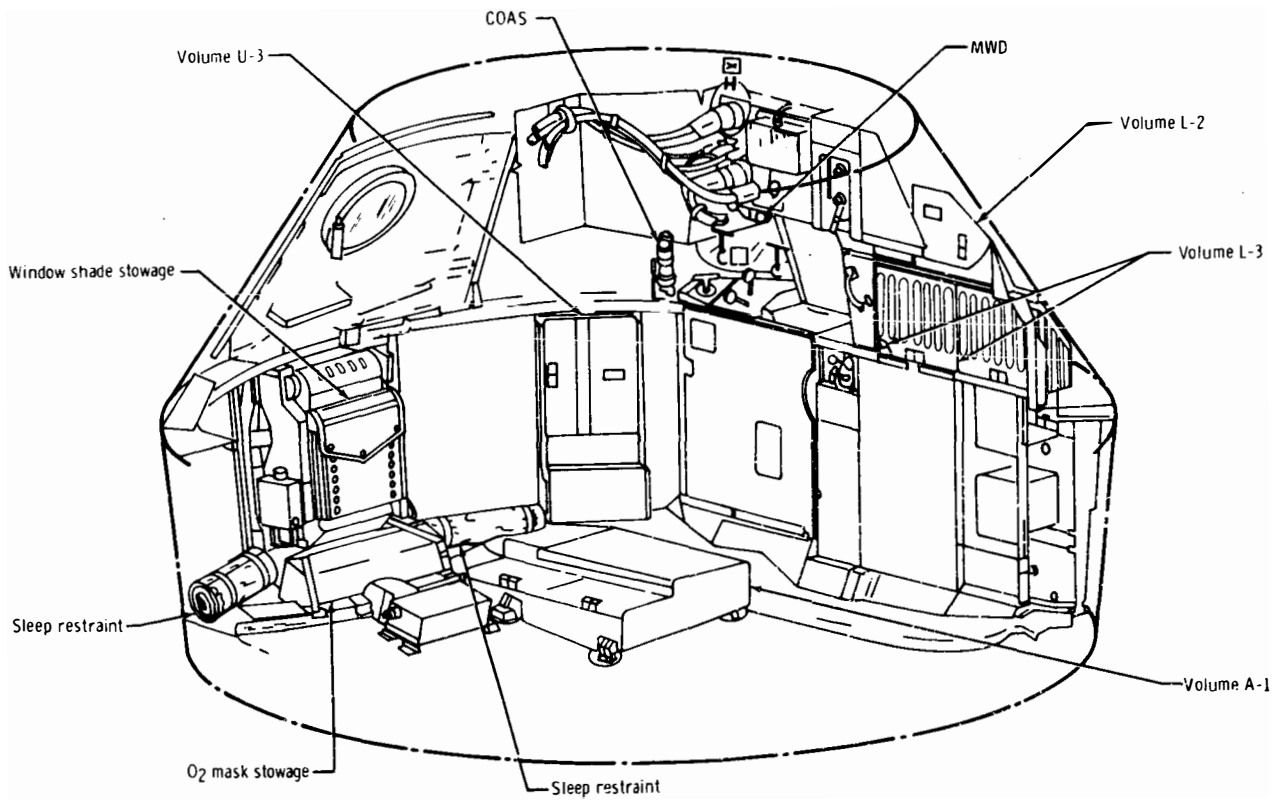 COAS
Volume U-3
MWD
Volume L-2
Volume L-3
Window shade stowage
Sleep restraint
Volume A-1
O₂ mask stowage
Sleep restraint